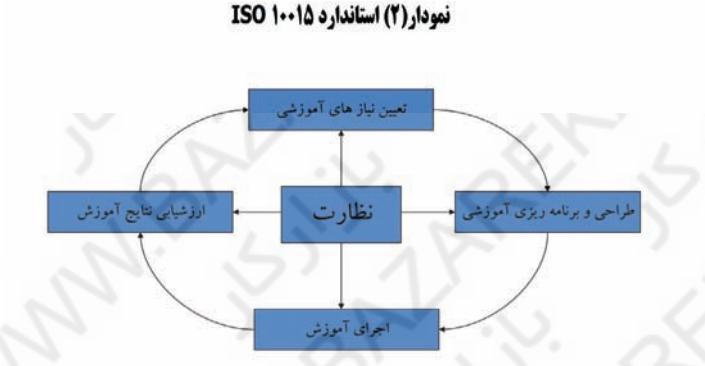 نمودار(۲) استاندارد ISO ۱۰۰۱۵
تعیین نیاز های آموزشی
طراحی و برنامه ریزی آموزشی
نظارت
ارزشیابی نتایج آموزش
اجرای آموزش